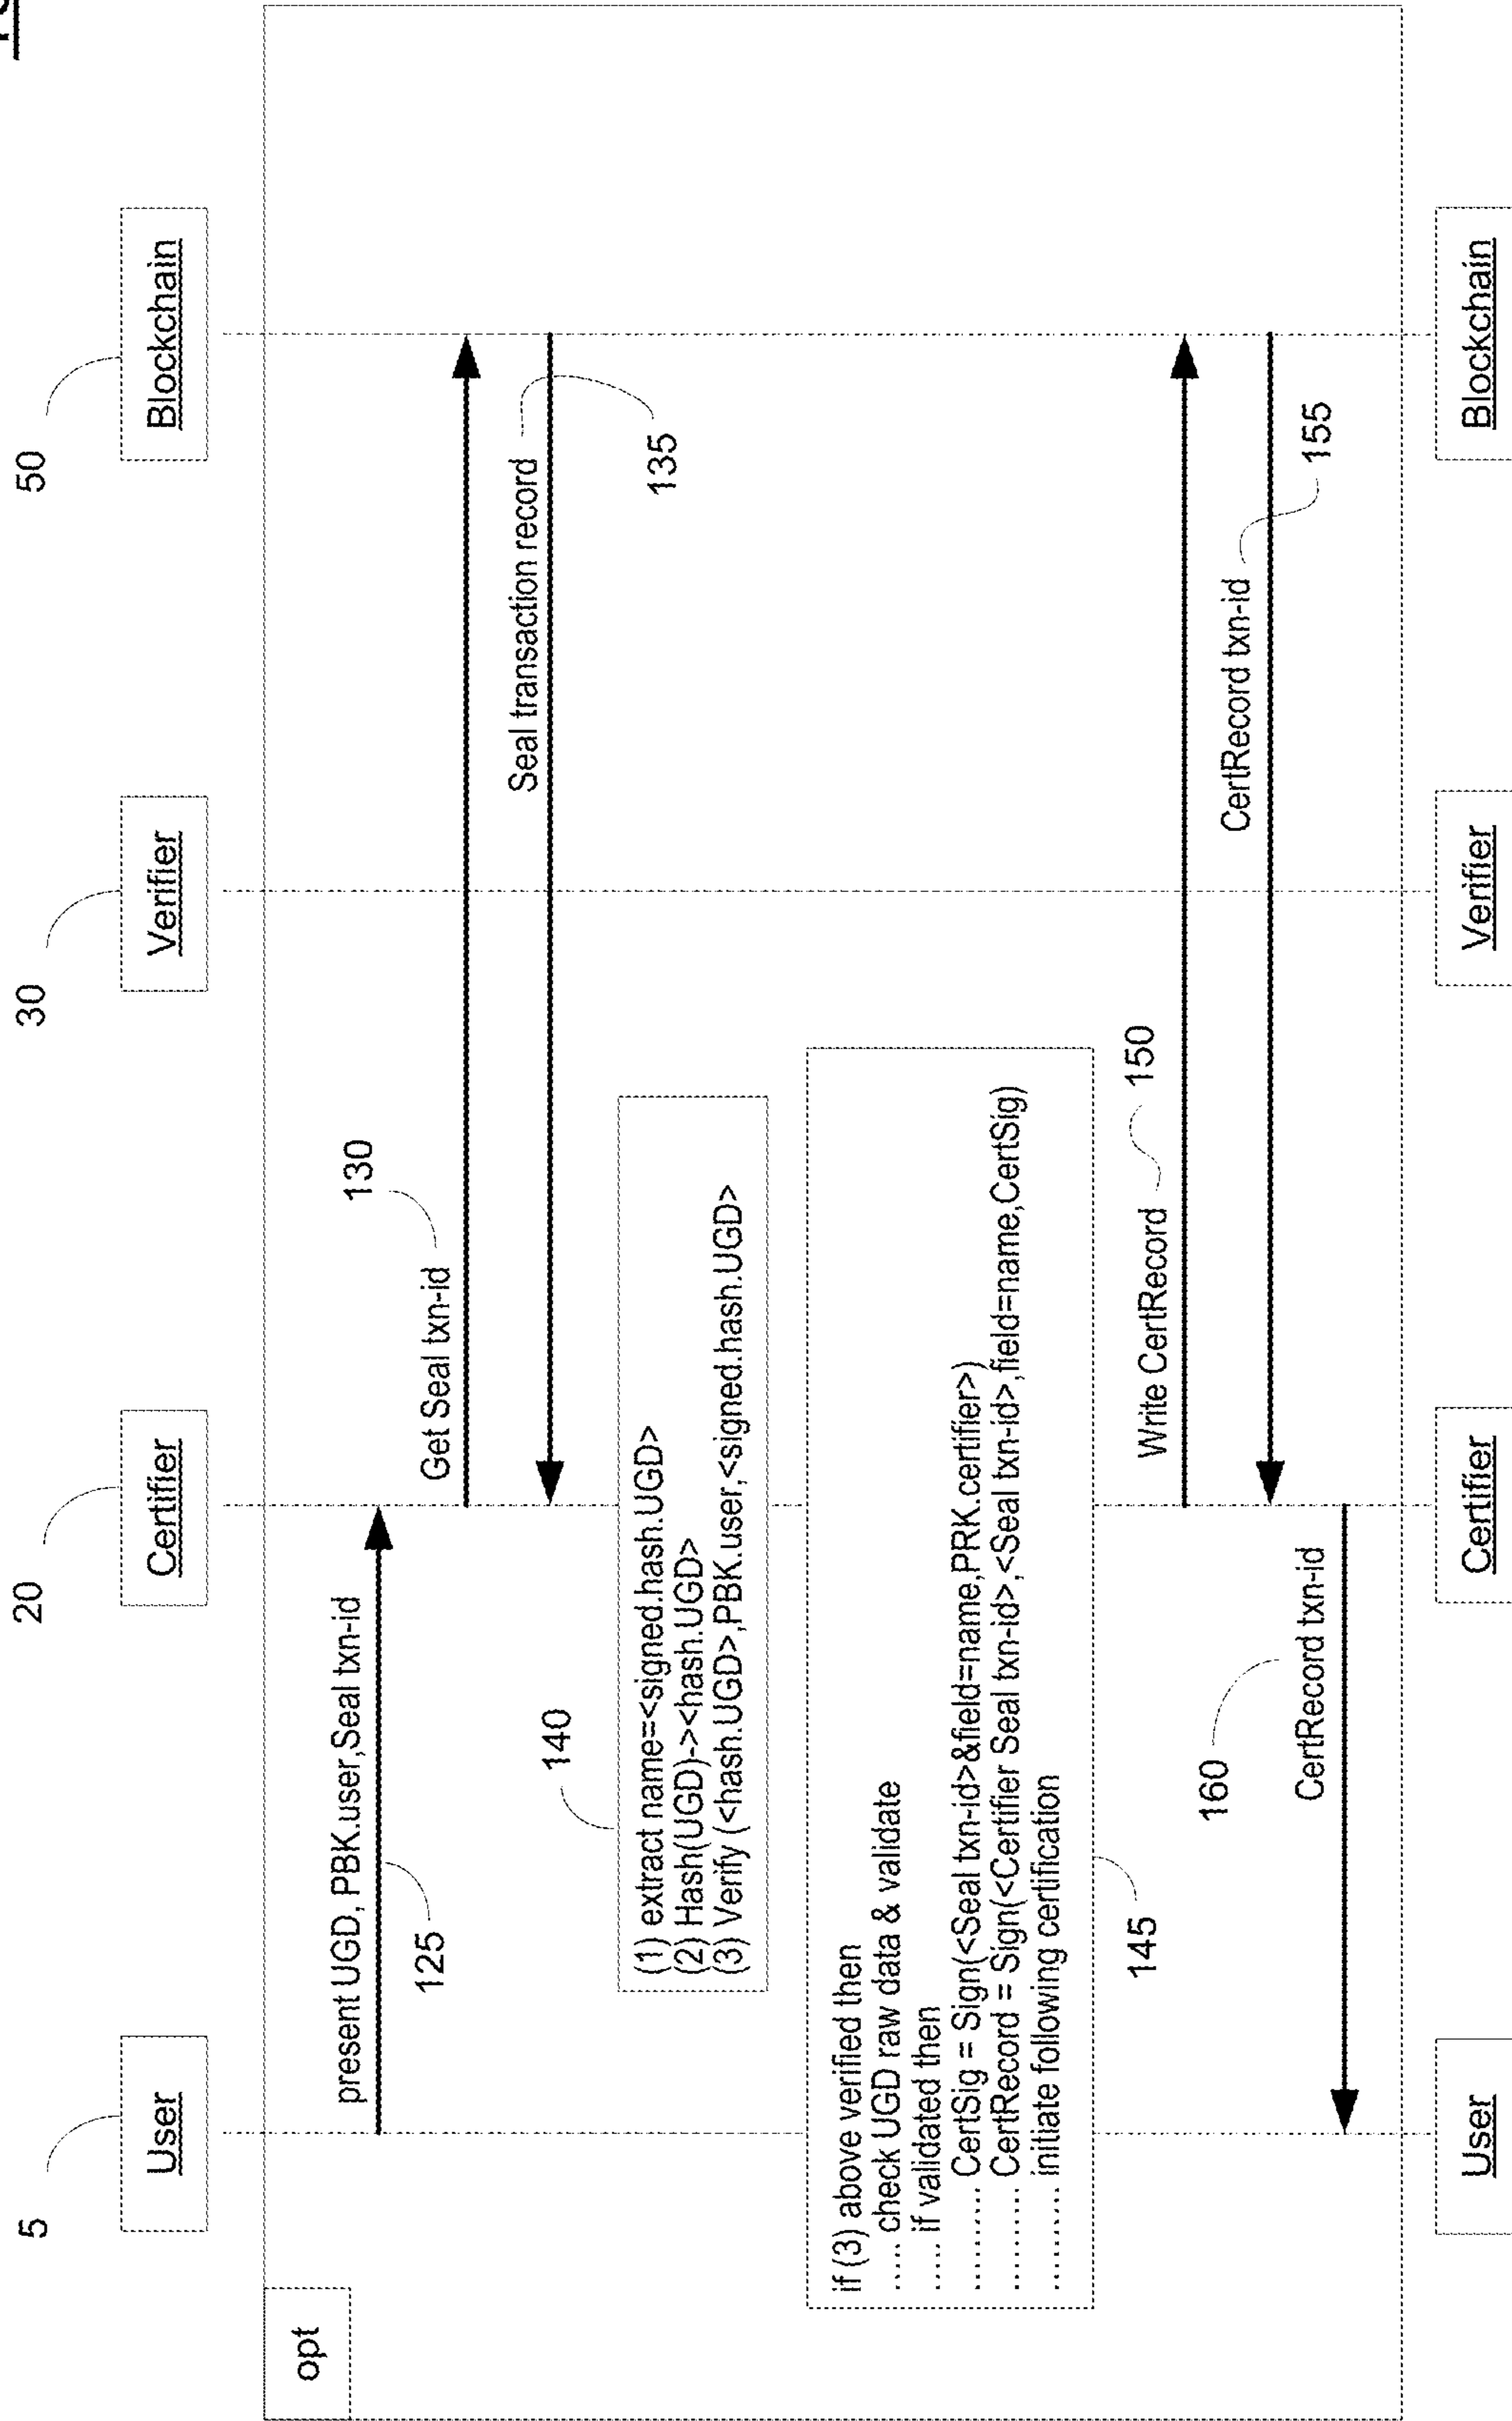 5
20
30
50
User
Certifier
Verifier
Blockchain
opt
present UGD, PBK.user,Seal txn-id
125
130
Get Seal txn-id
Seal transaction record
135
140
(1) extract name=<signed.hash.UGD>
(2) Hash(UGD)-><hash.UGD>
(3) Verify (<hash.UGD>,PBK.user,<signed.hash.UGD>
if (3) above verified then
..... check UGD raw data & validate
..... if validated then
.......... CertSig = Sign(<Seal txn-id>&field=name,PRK.certifier>)
.......... CertRecord = Sign(<Certifier Seal txn-id>,<Seal txn-id>,field=name,CertSig)
.......... initiate following certification
145
Write CertRecord
150
CertRecord txn-id
155
160
CertRecord txn-id
User
Certifier
Verifier
Blockchain